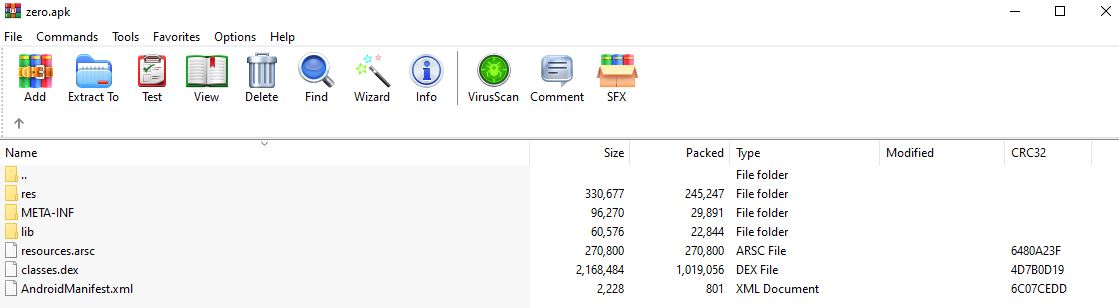 zero.apk
File Commands Tools Favorites Options Help
Add Extract To Test View Delete Find Wizard Info VirusScan Comment SFX
Name Size Packed Type Modified CRC32
.. File folder
res 330,677 245,247 File folder
META-INF 96,270 29,891 File folder
lib 60,576 22,844 File folder
resources.arsc 270,800 270,800 ARSC File 6480A23F
classes.dex 2,168,484 1,019,056 DEX File 4D7B0D19
AndroidManifest.xml 2,228 801 XML Document 6C07CEDD